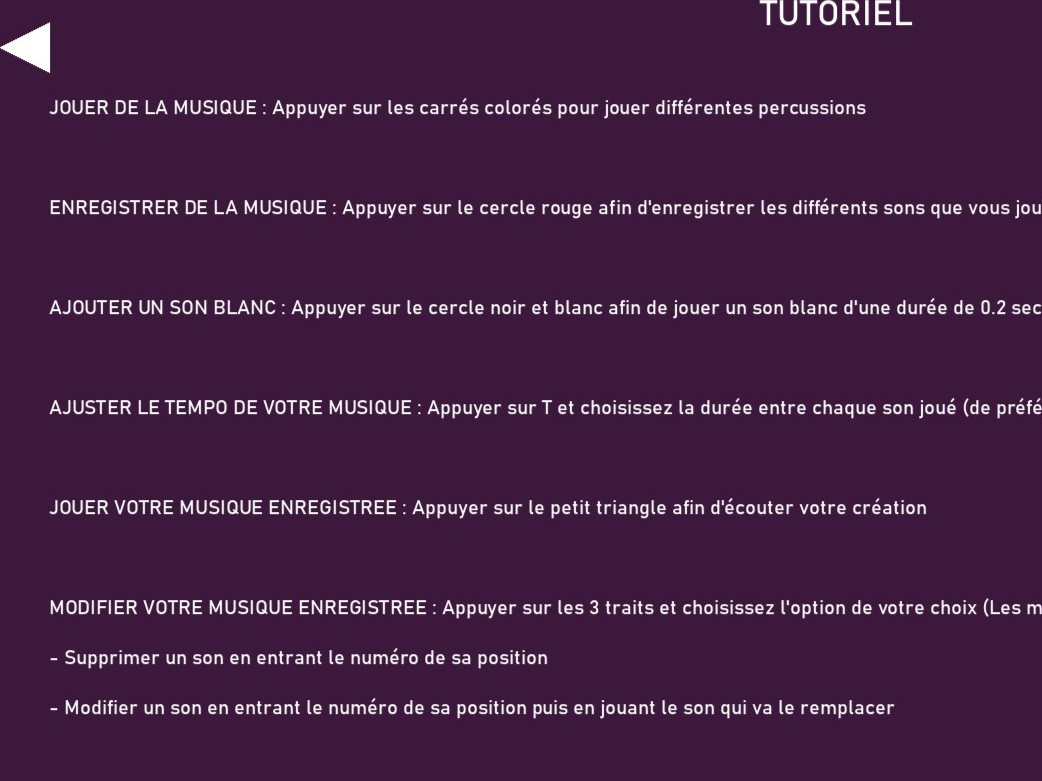 TUTORIEL
JOUER DE LA MUSIQUE : Appuyer sur les carrés colorés pour jouer différentes percussions
ENREGISTRER DE LA MUSIQUE : Appuyer sur le cercle rouge afin d'enregistrer les différents sons que vous jou
AJOUTER UN SON BLANC : Appuyer sur le cercle noir et blanc afin de jouer un son blanc d'une durée de 0.2 sec
AJUSTER LE TEMPO DE VOTRE MUSIQUE : Appuyer sur T et choisissez la durée entre chaque son joué (de préfé
JOUER VOTRE MUSIQUE ENREGISTREE : Appuyer sur le petit triangle afin d'écouter votre création
MODIFIER VOTRE MUSIQUE ENREGISTREE : Appuyer sur les 3 traits et choisissez l'option de votre choix (Les m
- Supprimer un son en entrant le numéro de sa position
- Modifier un son en entrant le numéro de sa position puis en jouant le son qui va le remplacer